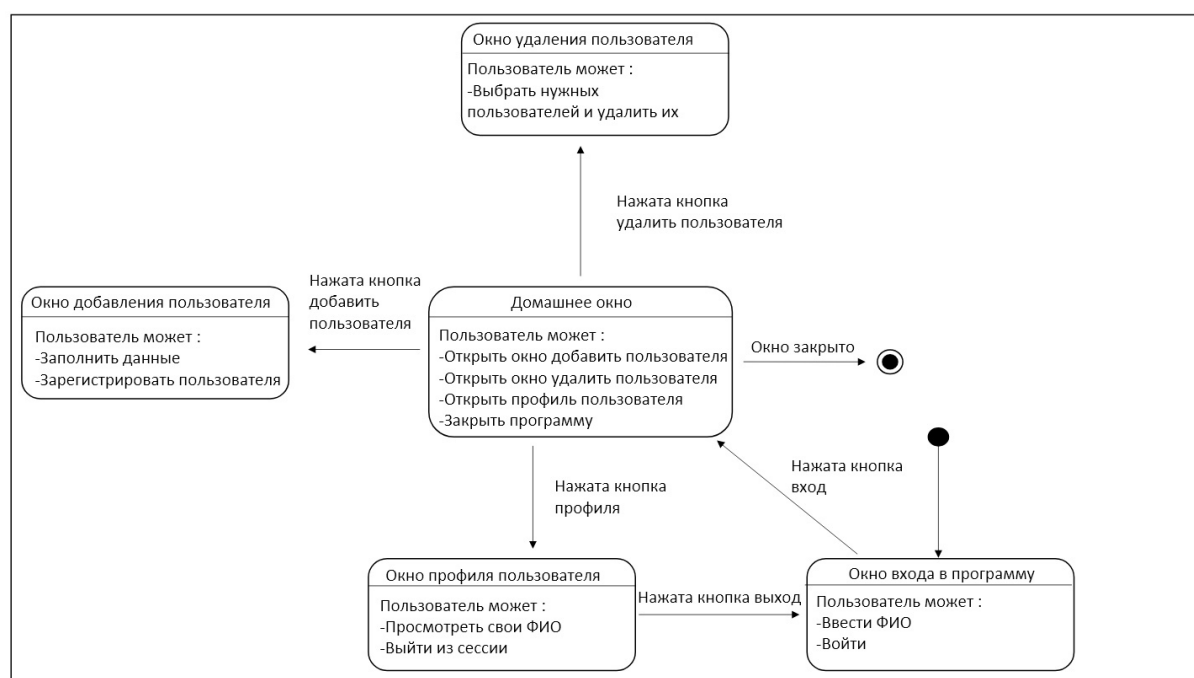 Окно удаления пользователя
Пользователь может :
-Выбрать нужных
пользователей и удалить их
Нажата кнопка
удалить пользователя
Нажата кнопка
добавить
пользователя
Окно добавления пользователя
Пользователь может :
-Заполнить данные
-Зарегистрировать пользователя
Домашнее окно
Пользователь может :
-Открыть окно добавить пользователя
-Открыть окно удалить пользователя
-Открыть профиль пользователя
-Закрыть программу
Окно закрыто
Нажата кнопка
вход
Нажата кнопка
профиля
Окно профиля пользователя
Пользователь может :
-Просмотреть свои ФИО
-Выйти из сессии
Нажата кнопка выход
Окно входа в программу
Пользователь может :
-Ввести ФИО
-Войти